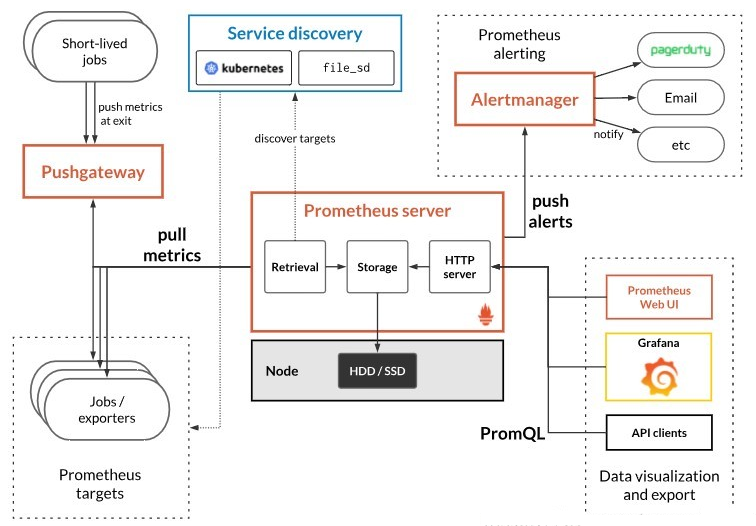 Short-lived
jobs
push metrics
at exit
Pushgateway
Service discovery
kubernetes
file_sd
discover targets
Prometheus
alerting
Alertmanager
pagerduty
Email
etc
notify
push
alerts
pull
metrics
Prometheus server
Retrieval
Storage
HTTP
server
Node
HDD / SSD
Jobs /
exporters
Prometheus
targets
Prometheus
Web UI
Grafana
API clients
PromQL
Data visualization
and export